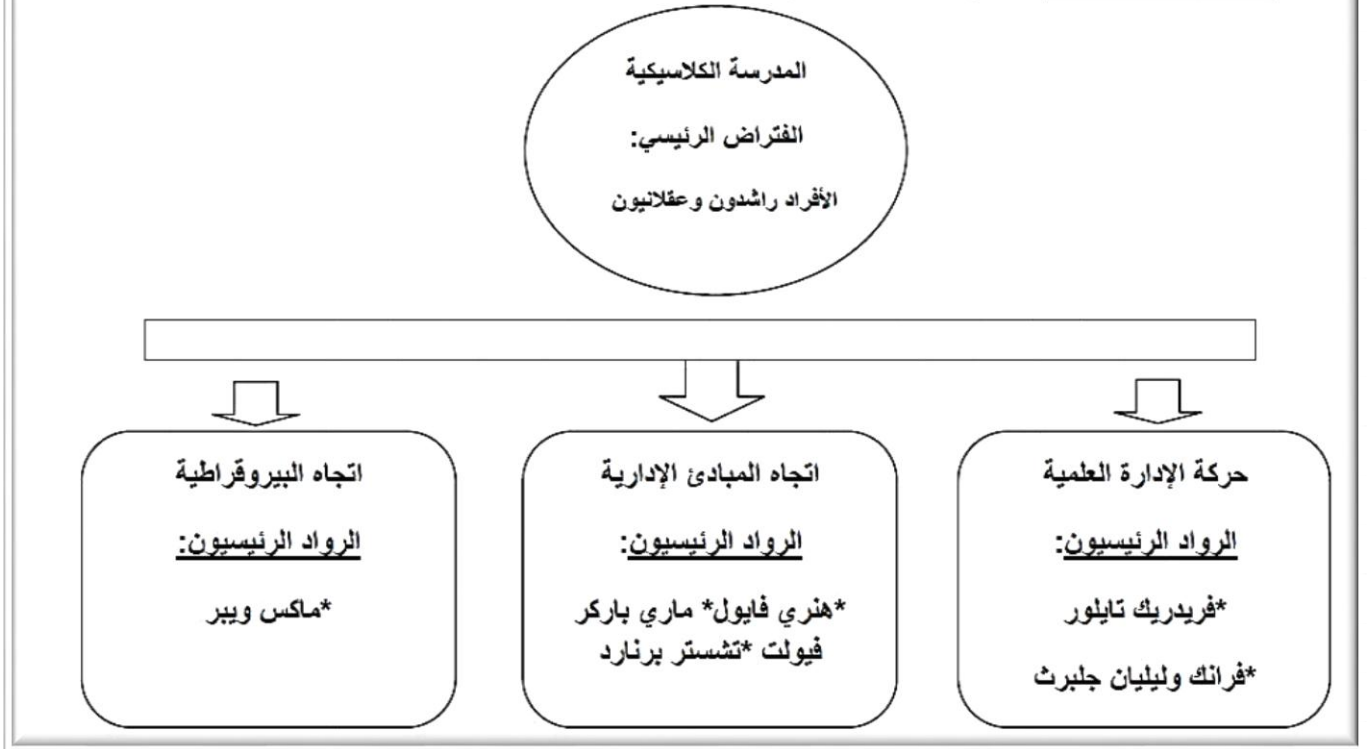 المدرسة الكلاسيكية
الفتراض الرئيسي:
الأفراد راشدون وعقلانيون
حركة الإدارة العلمية
الرواد الرئيسيون:
*فريدريك تايلور
*فرانك وليليان جلبرث
اتجاه المبادئ الإدارية
الرواد الرئيسيون:
*هنري فايول* ماري باركر
فيولت *تشستر برنارد
اتجاه البيروقراطية
الرواد الرئيسيون:
*ماكس ويبر